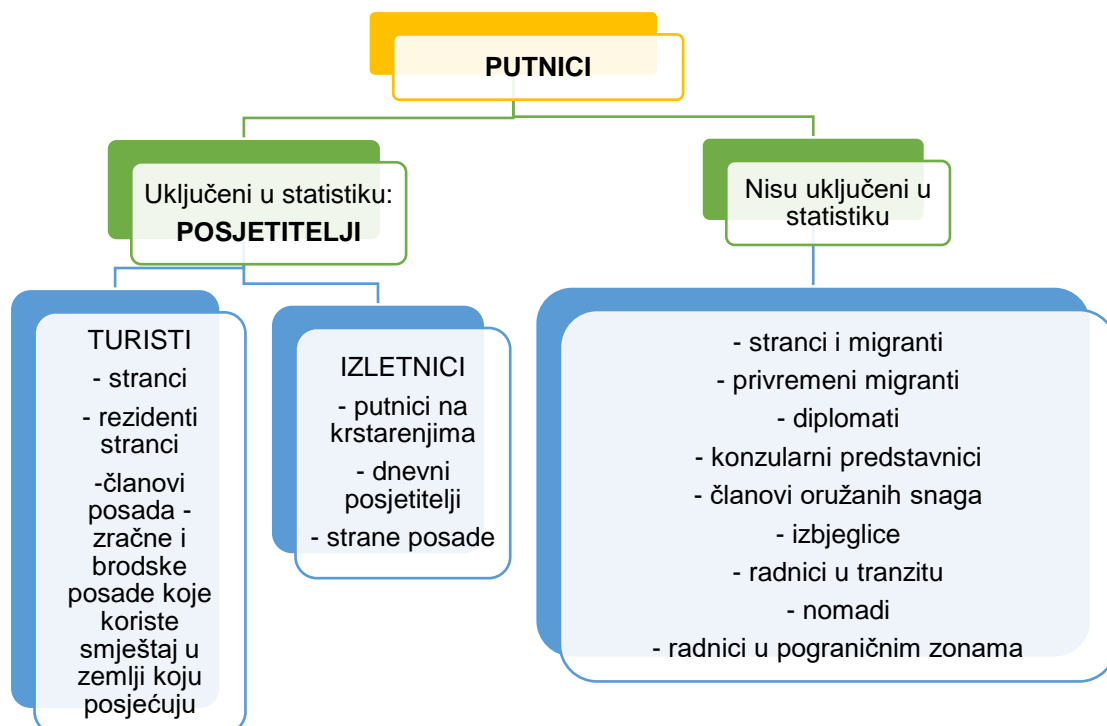 PUTNICI
Uključeni u statistiku:
POSJETITELJI
Nisu uključeni u
statistiku
TURISTI
- stranci
- rezidenti
stranci
-članovi
posada -
zračne i
brodske
posade koje
koriste
smještaj u
zemlji koju
posjećuju
IZLETNICI
- putnici na
krstarenjima
- dnevni
posjetitelji
- strane posade
- stranci i migranti
- privremeni migranti
- diplomati
- konzularni predstavnici
- članovi oružanih snaga
- izbjeglice
- radnici u tranzitu
- nomadi
- radnici u pograničnim zonama